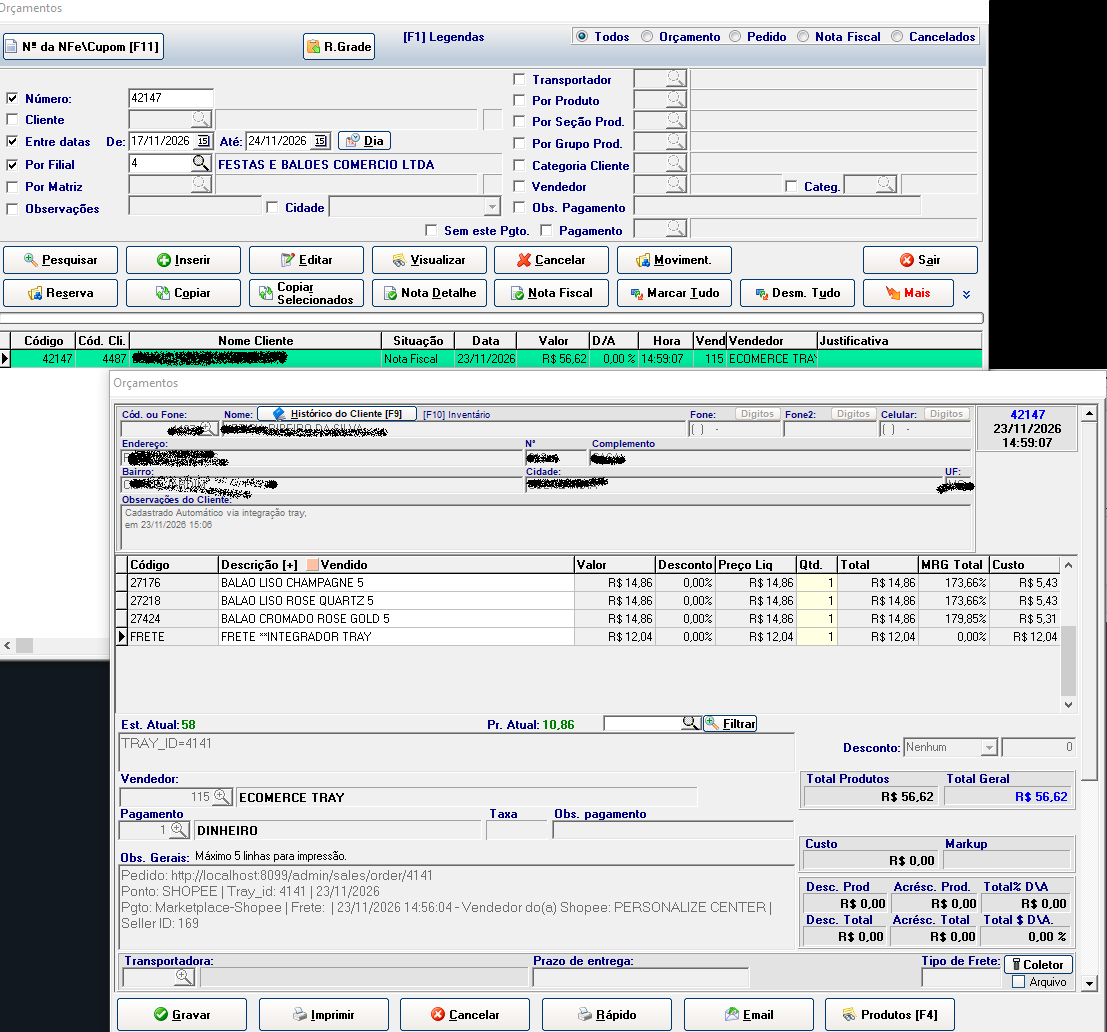 Orçamentos
Nº da NFe\Cupom [F11] R.Grade [F1] Legendas Todos Orçamento Pedido Nota Fiscal Cancelados
Número: 42147 Transportador
Cliente Por Produto
Entre datas De: 17/11/2026 15 Até: 24/11/2026 15 Dia Por Seção Prod.
Por Filial 4 FESTAS E BALOES COMERCIO LTDA Por Grupo Prod.
Por Matriz Categoria Cliente
Observações Cidade Vendedor Categ.
Obs. Pagamento
Sem este Pgto. Pagamento
Pesquisar Inserir Editar Visualizar Cancelar Moviment. Sair
Reserva Copiar Copiar Selecionados Nota Detalhe Nota Fiscal Marcar Tudo Desm. Tudo Mais
Código Cód. Cli. Nome Cliente Situação Data Valor D/A Hora Vend Vendedor Justificativa
42147 4487 Nota Fiscal 23/11/2026 R$ 56,62 0,00 % 14:59:07 115 ECOMERCE TRAY
Orçamentos
Cód. ou Fone: Nome: Histórico do Cliente [F9] [F10] Inventário Fone: Digitos Fone2: Digitos Celular: Digitos 42147
RIBEIRO DA SILVA ( ) - ( ) - 23/11/2026
14:59:07
Endereço: Nº Complemento
Bairro: Cidade: UF:
Observações do Cliente:
Cadastrado Automático via integração tray,
em 23/11/2026 15:06
Código Descrição [+] Vendido Valor Desconto Preço Liq Qtd. Total MRG Total Custo
27176 BALAO LISO CHAMPAGNE 5 R$ 14,86 0,00% R$ 14,86 1 R$ 14,86 173,66% R$ 5,43
27218 BALAO LISO ROSE QUARTZ 5 R$ 14,86 0,00% R$ 14,86 1 R$ 14,86 173,66% R$ 5,43
27424 BALAO CROMADO ROSE GOLD 5 R$ 14,86 0,00% R$ 14,86 1 R$ 14,86 179,85% R$ 5,31
FRETE FRETE **INTEGRADOR TRAY R$ 12,04 0,00% R$ 12,04 1 R$ 12,04 0,00% R$ 12,04
Est. Atual: 58 Pr. Atual: 10,86 Filtrar
TRAY_ID=4141
Desconto: Nenhum 0
Vendedor: Total Produtos Total Geral
115 ECOMERCE TRAY R$ 56,62 R$ 56,62
Pagamento Taxa Obs. pagamento
1 DINHEIRO
Custo Markup
R$ 0,00
Obs. Gerais: Máximo 5 linhas para impressão.
Pedido: http://localhost:8099/admin/sales/order/4141
Ponto: SHOPEE | Tray_id: 4141 | 23/11/2026
Pgto: Marketplace-Shopee | Frete: | 23/11/2026 14:56:04 - Vendedor do(a) Shopee: PERSONALIZE CENTER |
Seller ID: 169
Desc. Prod Acrésc. Prod. Total% D\A
R$ 0,00 R$ 0,00 R$ 0,00
Desc. Total Acrésc. Total Total $ D\A.
R$ 0,00 R$ 0,00 0,00 %
Transportadora: Prazo de entrega: Tipo de Frete: Coletor
Arquivo
Gravar Imprimir Cancelar Rápido Email Produtos [F4]